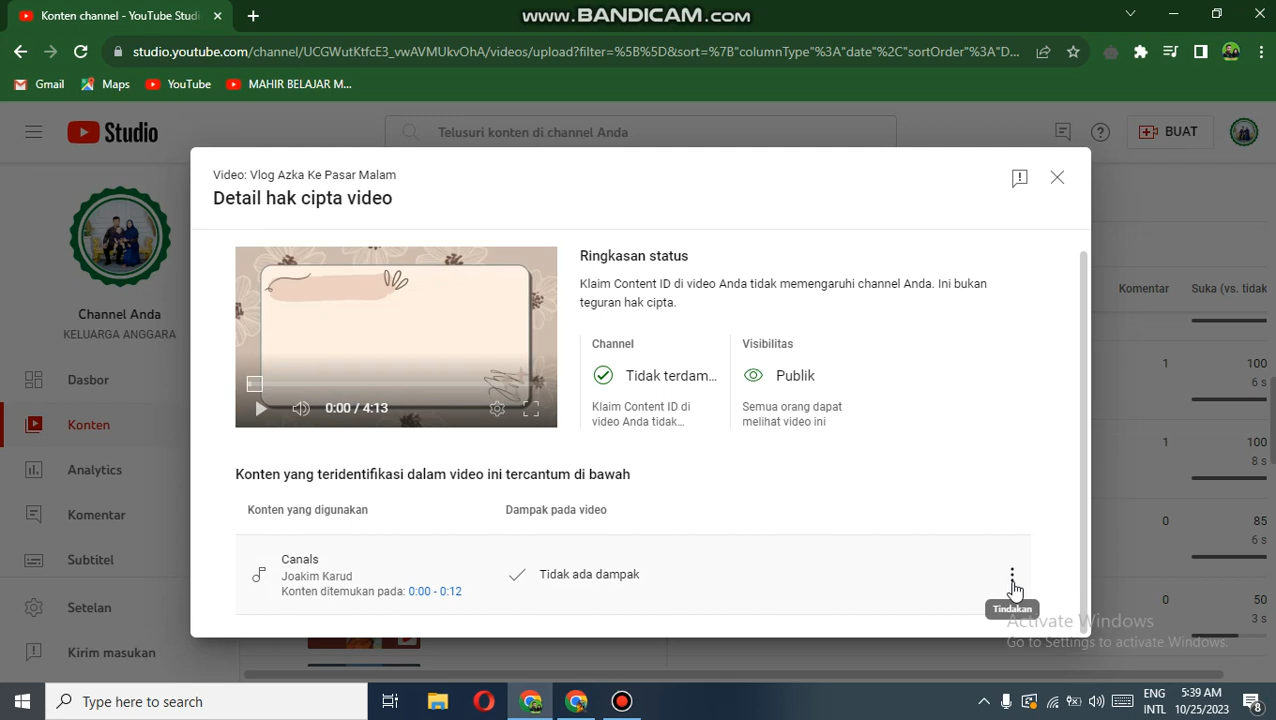 Konten channel - YouTube Studi
www.BANDICAM.com
studio.youtube.com/channel/UCGWutKtfcE3_vwAVMUkvOhA/videos/upload?filter=%5B%5D&sort=%7B"columnType"%3A"date"%2C"sortOrder"%3A"D...
Gmail
Maps
YouTube
MAHIR BELAJAR M...
Studio
Telusuri konten di channel Anda
BUAT
Video: Vlog Azka Ke Pasar Malam
Detail hak cipta video
Channel Anda
KELUARGA ANGGARA
Dasbor
Konten
Analytics
Komentar
Subtitel
Setelan
Kirim masukan
0:00 / 4:13
Ringkasan status
Klaim Content ID di video Anda tidak memengaruhi channel Anda. Ini bukan
teguran hak cipta.
Channel
Visibilitas
Tidak terdam...
Publik
Klaim Content ID di
video Anda tidak...
Semua orang dapat
melihat video ini
Konten yang teridentifikasi dalam video ini tercantum di bawah
Konten yang digunakan
Dampak pada video
Canals
Joakim Karud
Konten ditemukan pada: 0:00 - 0:12
Tidak ada dampak
Tindakan
Komentar
Suka (vs. tidak
1
100
6 s
1
100
8 s
0
85
6 s
0
50
3 s
Activate Windows
Go to Settings to activate Windows.
Type here to search
ENG
INTL
5:39 AM
10/25/2023
8